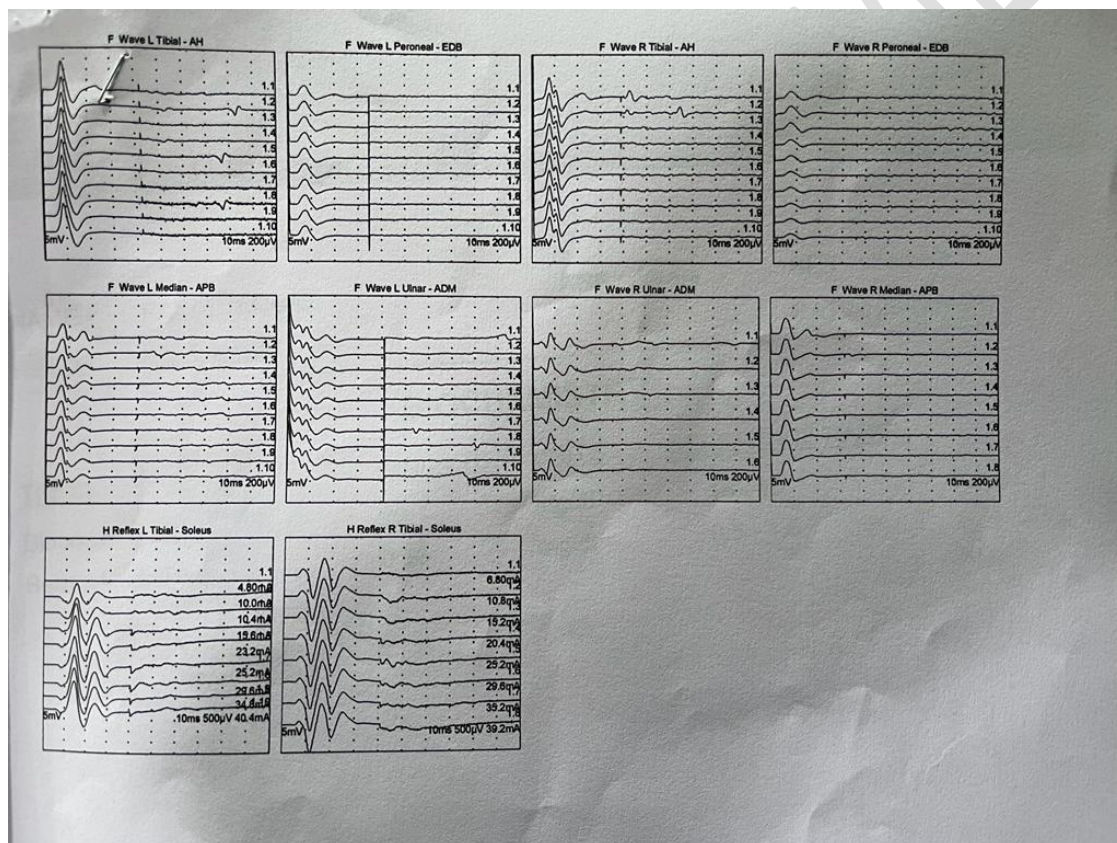 F Wave L Tibial - AH
1.1
1.2
1.3
1.4
1.5
1.6
1.7
1.8
1.9
1.10
5mV
10ms 200µV
F Wave L Peroneal - EDB
1.1
1.2
1.3
1.4
1.5
1.6
1.7
1.8
1.9
1.10
5mV
10ms 200µV
F Wave R Tibial - AH
1.1
1.2
1.3
1.4
1.5
1.6
1.7
1.8
1.9
1.10
5mV
10ms 200µV
F Wave R Peroneal - EDB
1.1
1.2
1.3
1.4
1.5
1.6
1.7
1.8
1.9
1.10
5mV
10ms 200µV
F Wave L Median - APB
1.1
1.2
1.3
1.4
1.5
1.6
1.7
1.8
1.9
1.10
5mV
10ms 200µV
F Wave L Ulnar - ADM
1.1
1.2
1.3
1.4
1.5
1.6
1.7
1.8
1.9
1.10
5mV
10ms 200µV
F Wave R Ulnar - ADM
1.1
1.2
1.3
1.4
1.5
1.6
5mV
10ms 200µV
F Wave R Median - APB
1.1
1.2
1.3
1.4
1.5
1.6
1.7
1.8
5mV
10ms 200µV
H Reflex L Tibial - Soleus
1.1
4.80mA
10.0mA
10.4mA
15.6mA
23.2mA
25.2mA
29.6mA
34.8mA
5mV
10ms 500µV 40.4mA
H Reflex R Tibial - Soleus
1.1
6.80mA
10.8mA
15.2mA
20.4mA
25.2mA
29.6mA
35.2mA
5mV
10ms 500µV 39.2mA